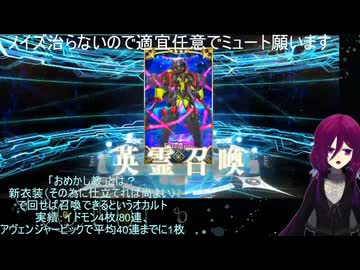 ノイズ治らないので適宜任意でミュート願います
英霊召喚
「おめかし教」とは？
新衣装（その為に仕立てれば尚よい）
で回せば召喚できるというオカルト
実績：イドモン4枚/80連、
アヴェンジャーピックで平均40連までに1枚